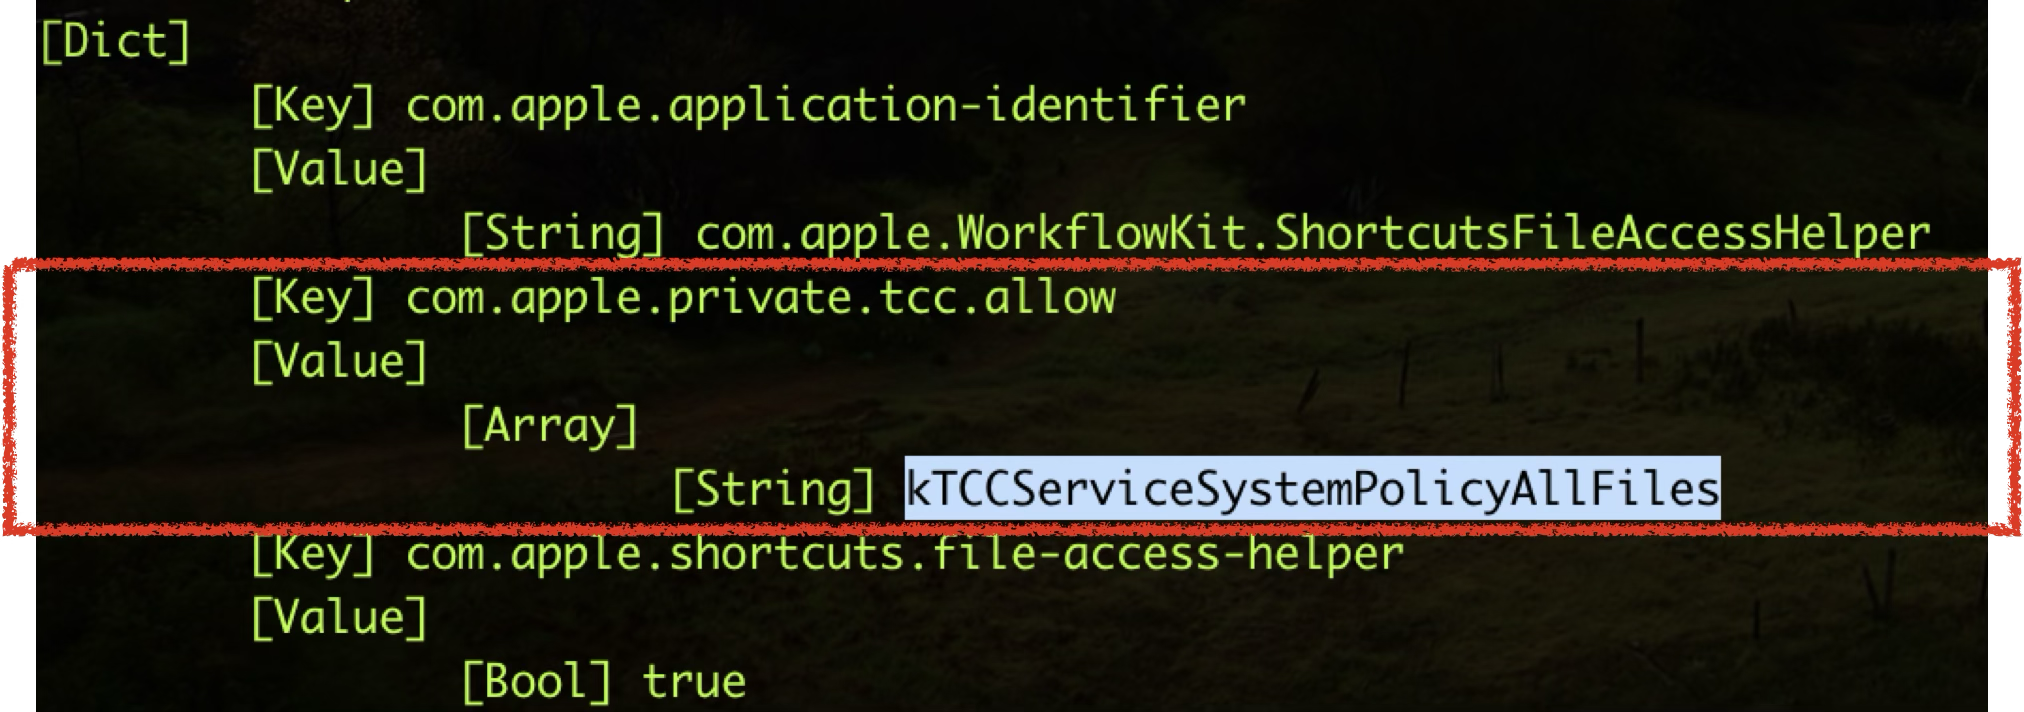 [Dict]
[Key] com.apple.application-identifier
[Value]
[String] com.apple.WorkflowKit.ShortcutsFileAccessHelper
[Key] com.apple.private.tcc.allow
[Value]
[Array]
[String] kTCCServiceSystemPolicyAllFiles
[Key] com.apple.shortcuts.file-access-helper
[Value]
[Bool] true